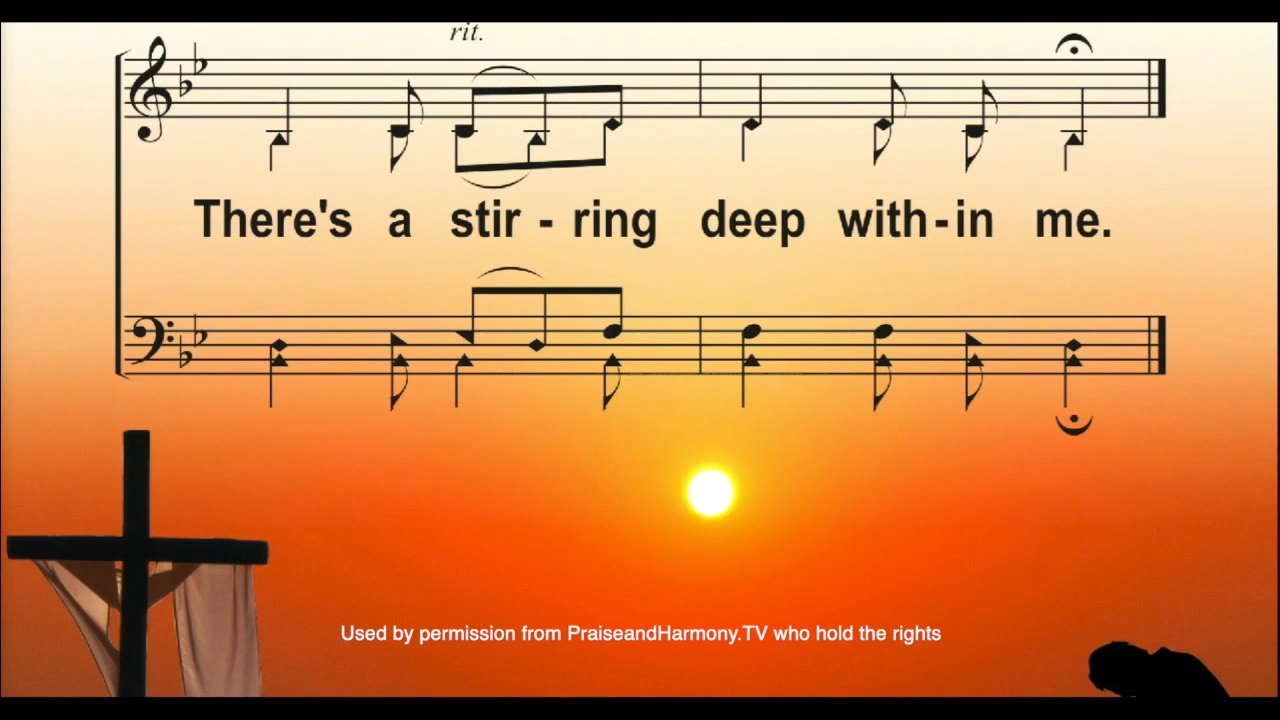 rit.
There's a stir - ring deep with-in me.
Used by permission from PraiseandHarmony.TV who hold the rights